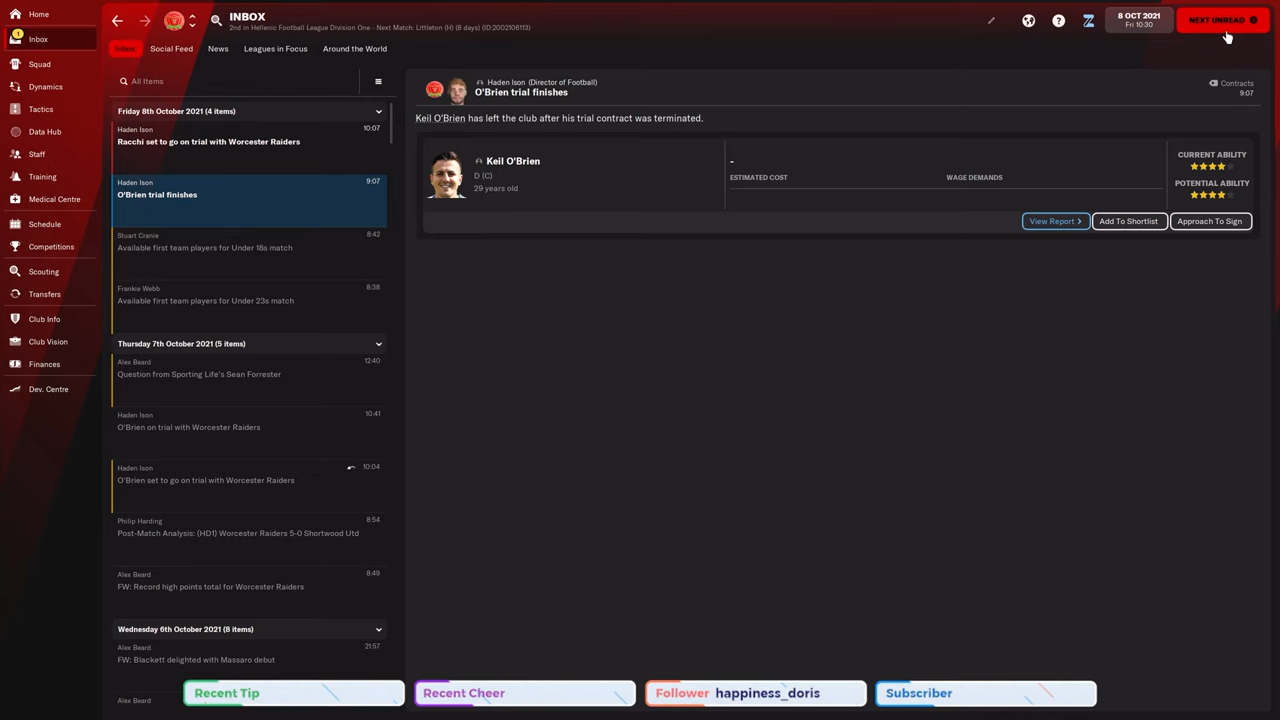 Home
1
Inbox
Squad
Dynamics
Tactics
Data Hub
Staff
Training
Medical Centre
Schedule
Competitions
Scouting
Transfers
Club Info
Club Vision
Finances
Dev. Centre
INBOX
2nd in Hellenic Football League Division One - Next Match: Littleton (H) (8 days) (ID:2002106113)
8 OCT 2021
Fri 10:30
NEXT UNREAD
Inbox
Social Feed
News
Leagues in Focus
Around the World
All Items
Friday 8th October 2021 (4 items)
Haden Ison
10:07
Racchi set to go on trial with Worcester Raiders
Haden Ison
9:07
O'Brien trial finishes
Stuart Cranie
8:42
Available first team players for Under 18s match
Frankie Webb
8:38
Available first team players for Under 23s match
Thursday 7th October 2021 (5 items)
Alex Beard
12:40
Question from Sporting Life's Sean Forrester
Haden Ison
10:41
O'Brien on trial with Worcester Raiders
Haden Ison
10:04
O'Brien set to go on trial with Worcester Raiders
Philip Harding
8:54
Post-Match Analysis: (HD1) Worcester Raiders 5-0 Shortwood Utd
Alex Beard
8:49
FW: Record high points total for Worcester Raiders
Wednesday 6th October 2021 (8 items)
Alex Beard
21:57
FW: Blackett delighted with Massaro debut
Alex Beard
Haden Ison (Director of Football)
O'Brien trial finishes
Contracts
9:07
Keil O'Brien has left the club after his trial contract was terminated.
Keil O'Brien
D (C)
29 years old
-
ESTIMATED COST
WAGE DEMANDS
CURRENT ABILITY
POTENTIAL ABILITY
View Report >
Add To Shortlist
Approach To Sign
Recent Tip
Recent Cheer
Follower happiness_doris
Subscriber